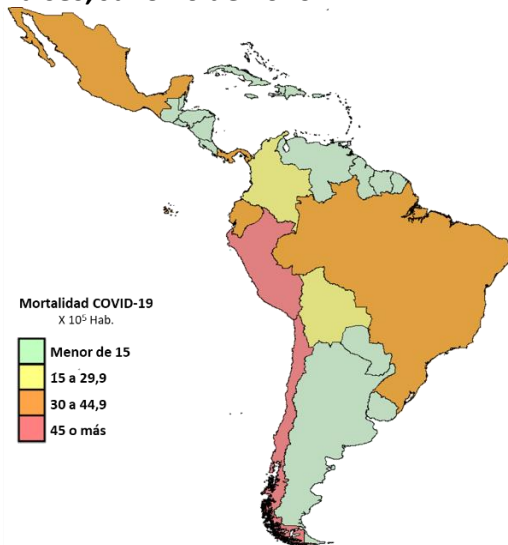 Mortalidad COVID-19
X 10⁵ Hab.
Menor de 15
15 a 29,9
30 a 44,9
45 o más